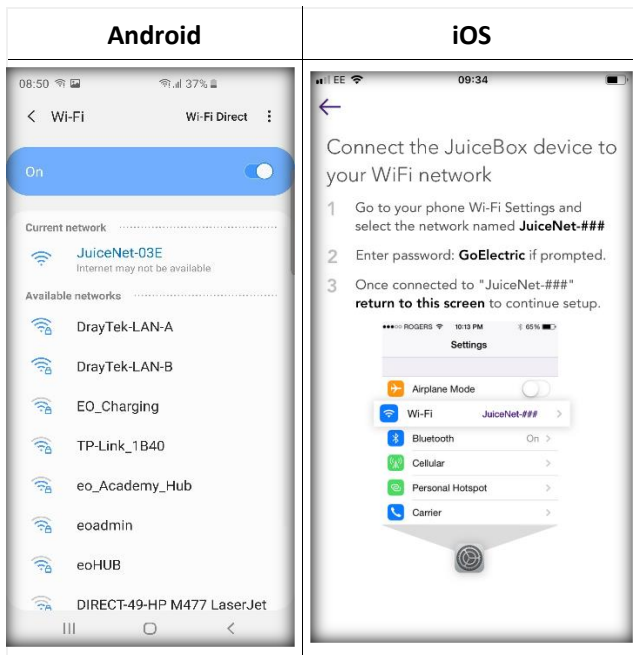 Android
iOS
08:50
37%
Wi-Fi
Wi-Fi Direct
On
Current network
JuiceNet-03E
Internet may not be available
Available networks
DrayTek-LAN-A
DrayTek-LAN-B
EO_Charging
TP-Link_1B40
eo_Academy_Hub
eoadmin
eoHUB
DIRECT-49-HP M477 LaserJet
EE
09:34
Connect the JuiceBox device to
your WiFi network
1 Go to your phone Wi-Fi Settings and
select the network named JuiceNet-###
2 Enter password: GoElectric if prompted.
3 Once connected to "JuiceNet-###"
return to this screen to continue setup.
ROGERS
10:13 PM
65%
Settings
Airplane Mode
Wi-Fi JuiceNet-###
Bluetooth On
Cellular
Personal Hotspot
Carrier